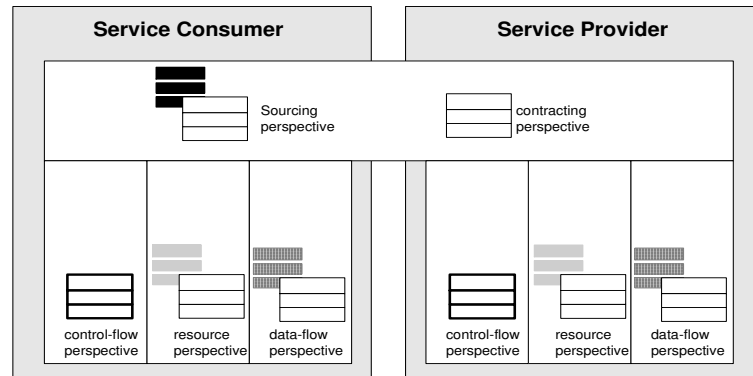 Service Consumer
Service Provider
Sourcing
perspective
contracting
perspective
control-flow
perspective
resource
perspective
data-flow
perspective
control-flow
perspective
resource
perspective
data-flow
perspective